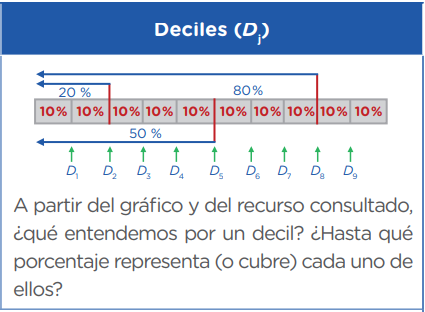 Deciles (Dj)
20 %
80%
10% 10% 10% 10% 10% 10% 10% 10% 10% 10%
50 %
D1 D2 D3 D4 D5 D6 D7 D8 D9
A partir del gráfico y del recurso consultado,
¿qué entendemos por un decil? ¿Hasta qué
porcentaje representa (o cubre) cada uno de
ellos?